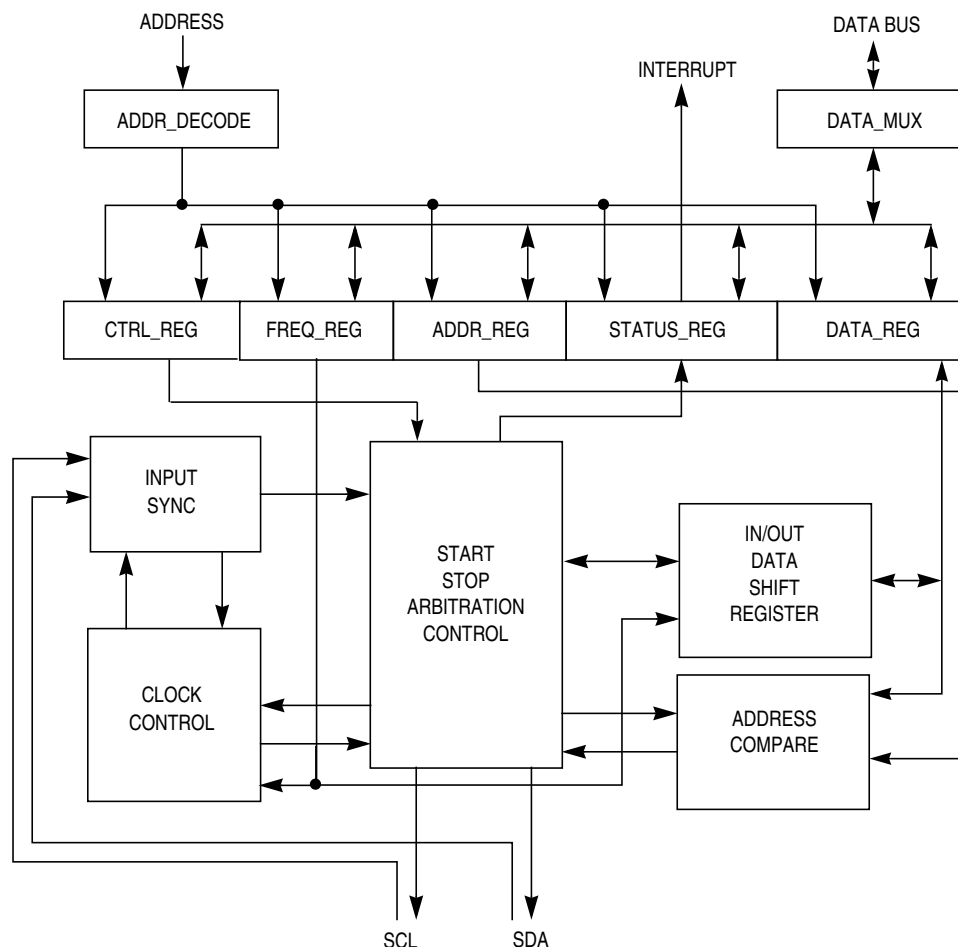 ADDRESS
DATA BUS
INTERRUPT
ADDR_DECODE
DATA_MUX
CTRL_REG
FREQ_REG
ADDR_REG
STATUS_REG
DATA_REG
INPUT
SYNC
START
STOP
ARBITRATION
CONTROL
IN/OUT
DATA
SHIFT
REGISTER
CLOCK
CONTROL
ADDRESS
COMPARE
SCL
SDA